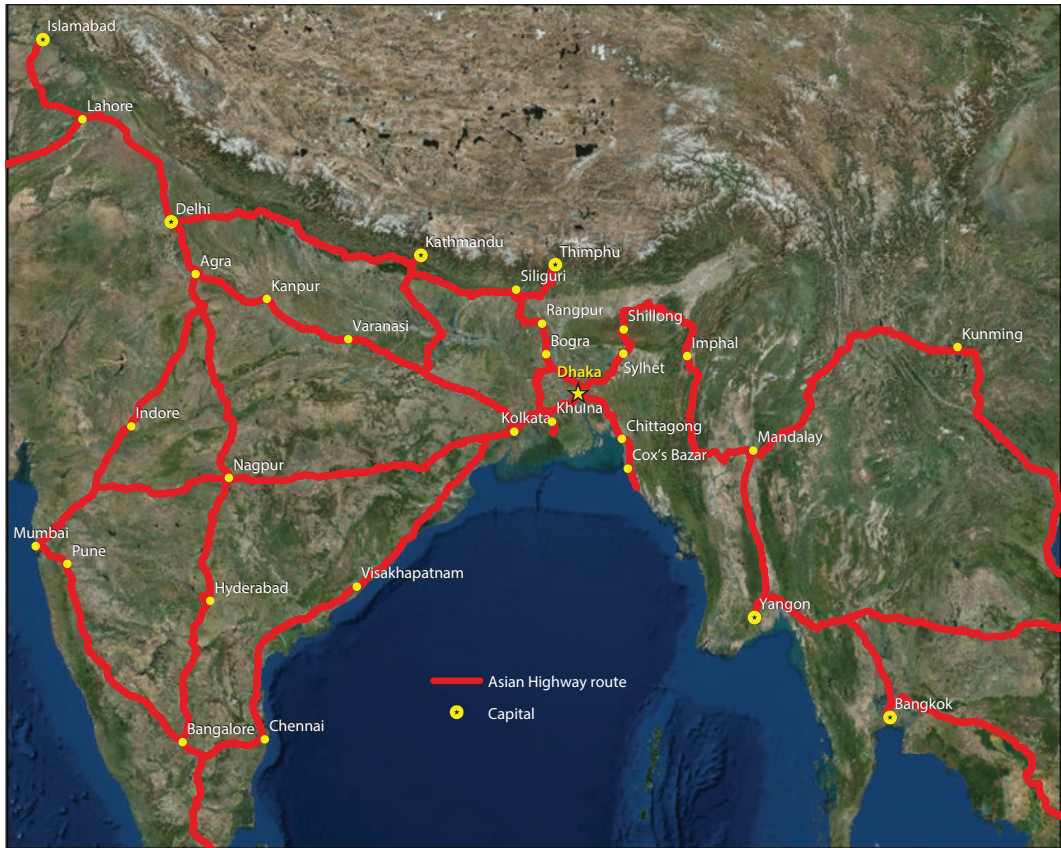 Islamabad
Lahore
Delhi
Kathmandu
Thimphu
Agra
Siliguri
Kanpur
Rangpur
Shillong
Varanasi
Kunming
Bogra
Imphal
Sylhet
Dhaka
Indore
Khulna
Kolkata
Chittagong
Mandalay
Cox's Bazar
Nagpur
Mumbai
Pune
Visakhapatnam
Hyderabad
Yangon
Asian Highway route
Bangkok
Capital
Bangalore
Chennai